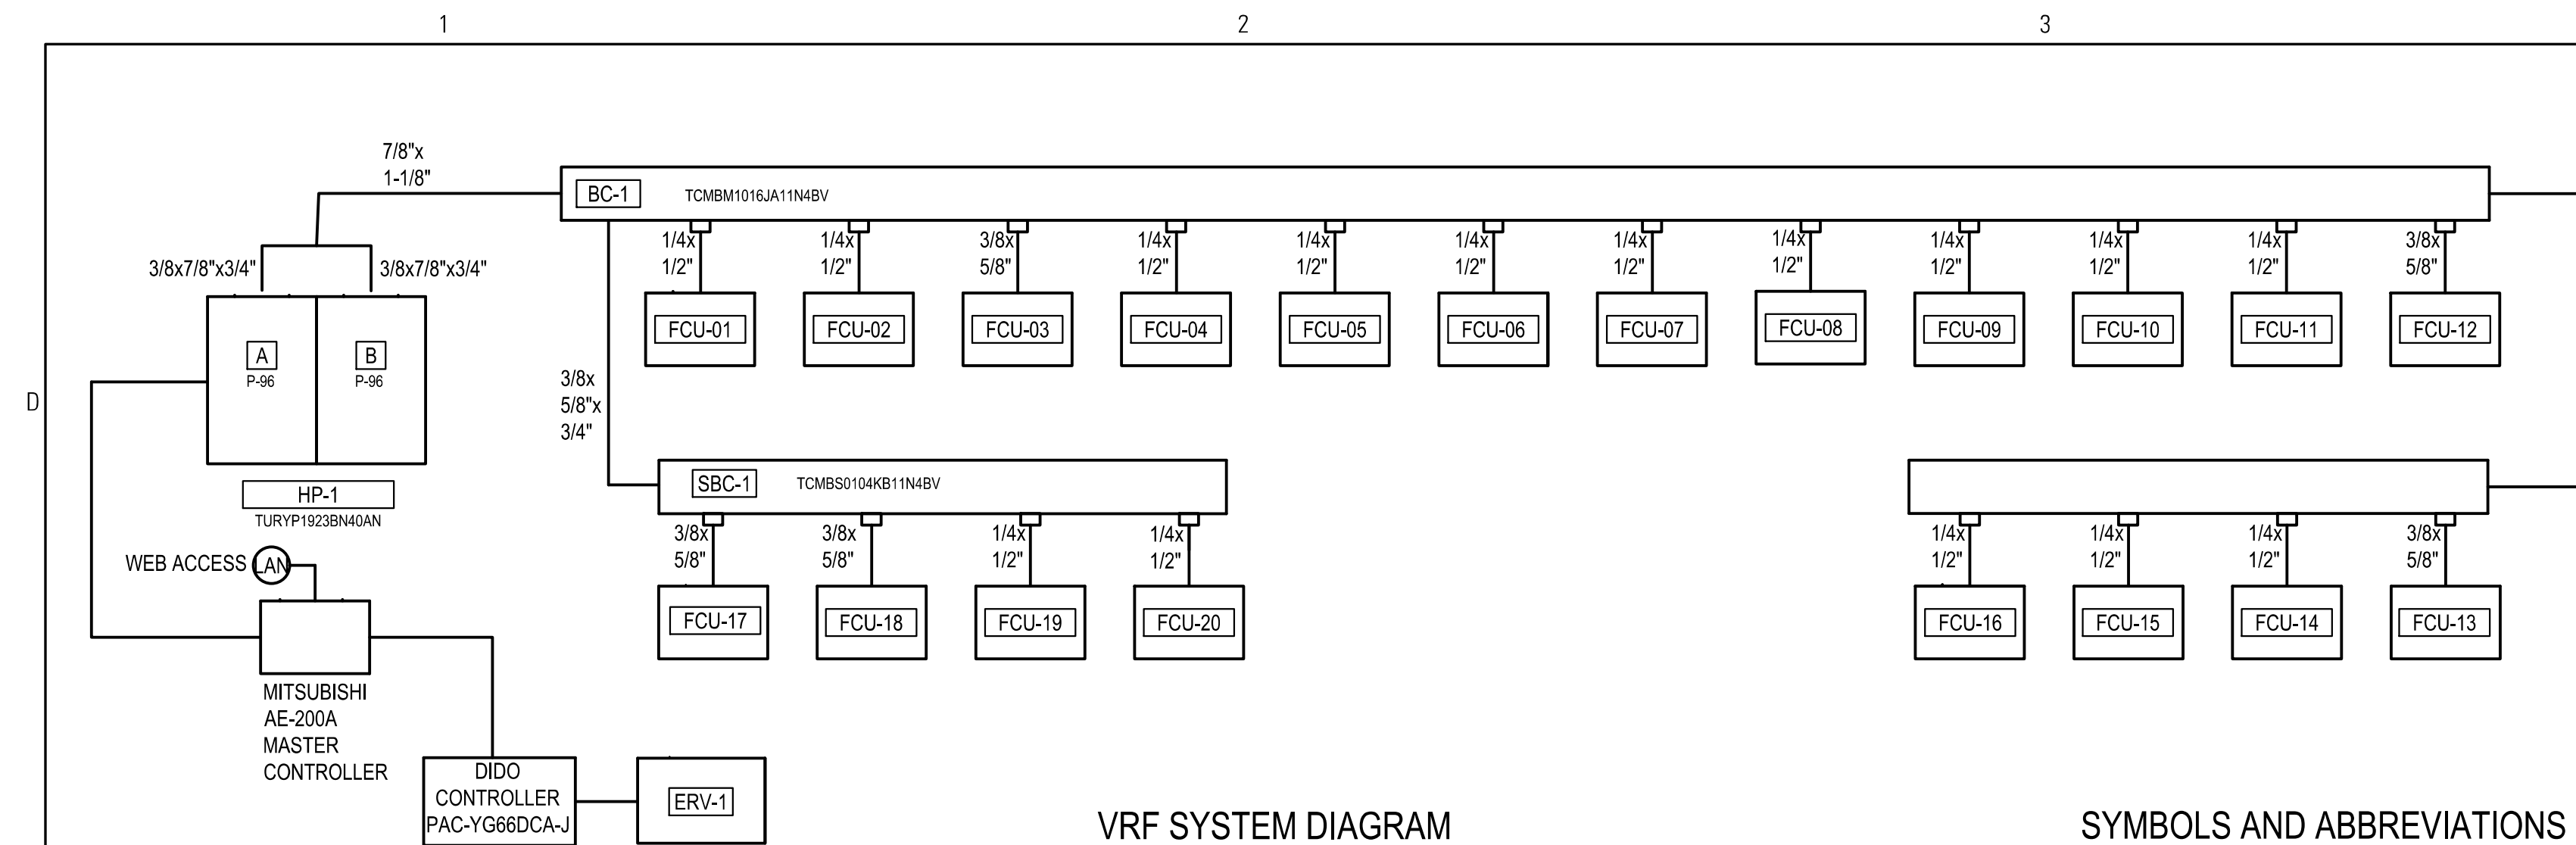 1
2
3
D
7/8"x
1-1/8"
3/8x7/8"x3/4"
3/8x7/8"x3/4"
A
P-96
B
P-96
HP-1
TURYP1923BN40AN
WEB ACCESS
LAN
MITSUBISHI
AE-200A
MASTER
CONTROLLER
DIDO
CONTROLLER
PAC-YG66DCA-J
ERV-1
BC-1
TCMBM1016JA11N4BV
1/4x
1/2"
FCU-01
1/4x
1/2"
FCU-02
3/8x
5/8"
FCU-03
1/4x
1/2"
FCU-04
1/4x
1/2"
FCU-05
1/4x
1/2"
FCU-06
1/4x
1/2"
FCU-07
1/4x
1/2"
FCU-08
1/4x
1/2"
FCU-09
1/4x
1/2"
FCU-10
1/4x
1/2"
FCU-11
3/8x
5/8"
FCU-12
3/8x
5/8"x
3/4"
SBC-1
TCMBS0104KB11N4BV
3/8x
5/8"
FCU-17
3/8x
5/8"
FCU-18
1/4x
1/2"
FCU-19
1/4x
1/2"
FCU-20
1/4x
1/2"
FCU-16
1/4x
1/2"
FCU-15
1/4x
1/2"
FCU-14
3/8x
5/8"
FCU-13
VRF SYSTEM DIAGRAM
SYMBOLS AND ABBREVIATIONS